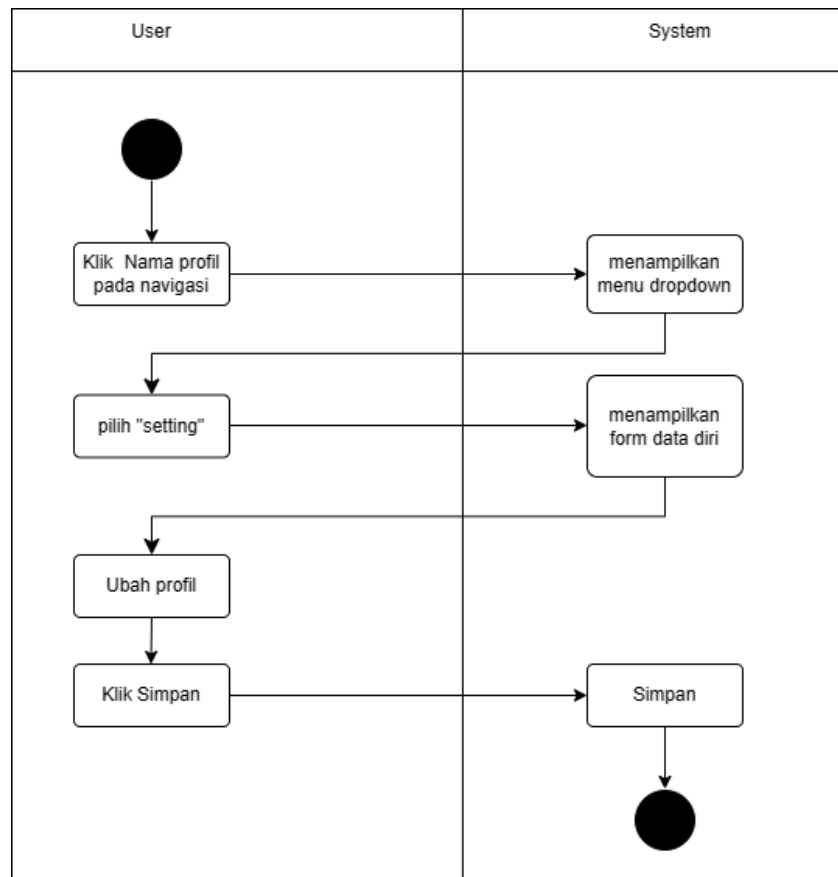 User
System
Klik Nama profil
pada navigasi
menampilkan
menu dropdown
pilih "setting"
menampilkan
form data diri
Ubah profil
Klik Simpan
Simpan